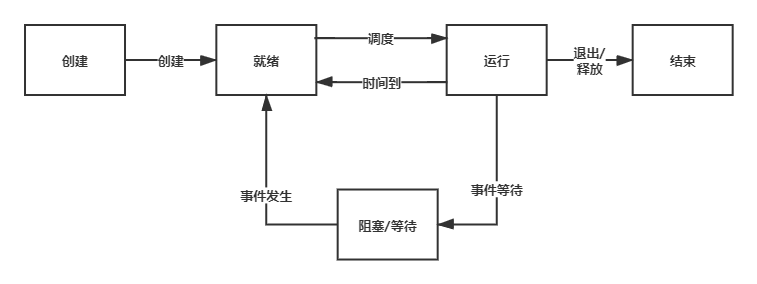 创建
创建
就绪
调度
时间到
运行
退出/
释放
结束
事件发生
阻塞/等待
事件等待